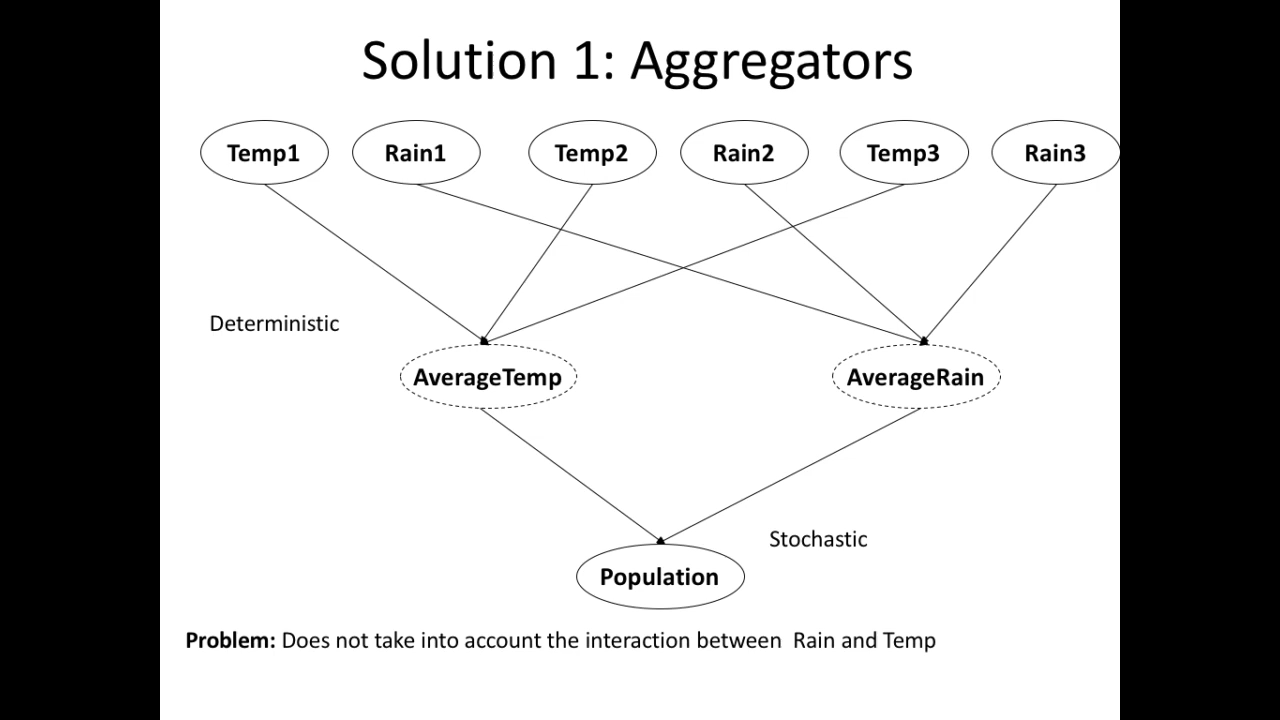 Solution 1: Aggregators
Temp1 Rain1 Temp2 Rain2 Temp3 Rain3
Deterministic
AverageTemp AverageRain
Stochastic
Population
Problem: Does not take into account the interaction between  Rain and Temp